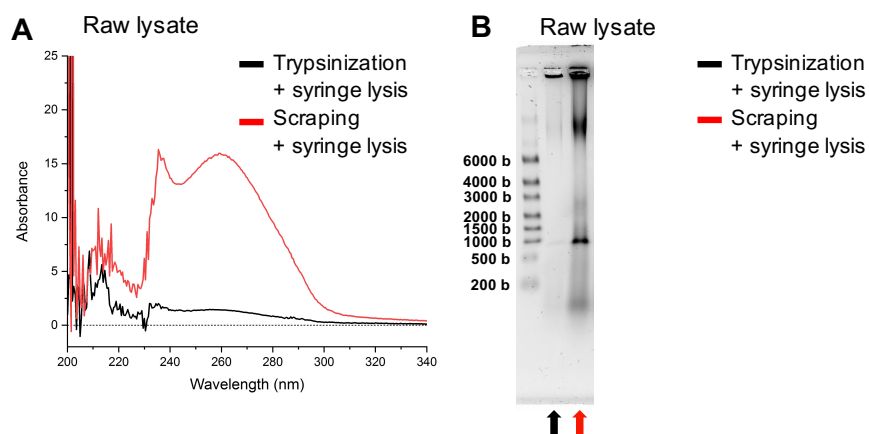 A
Raw lysate
Trypsinization
+ syringe lysis
Scraping
+ syringe lysis
25
20
15
10
5
0
Absorbance
200
220
240
260
280
300
320
340
Wavelength (nm)
B
Raw lysate
Trypsinization
+ syringe lysis
Scraping
+ syringe lysis
6000 b
4000 b
3000 b
2000 b
1500 b
1000 b
500 b
200 b